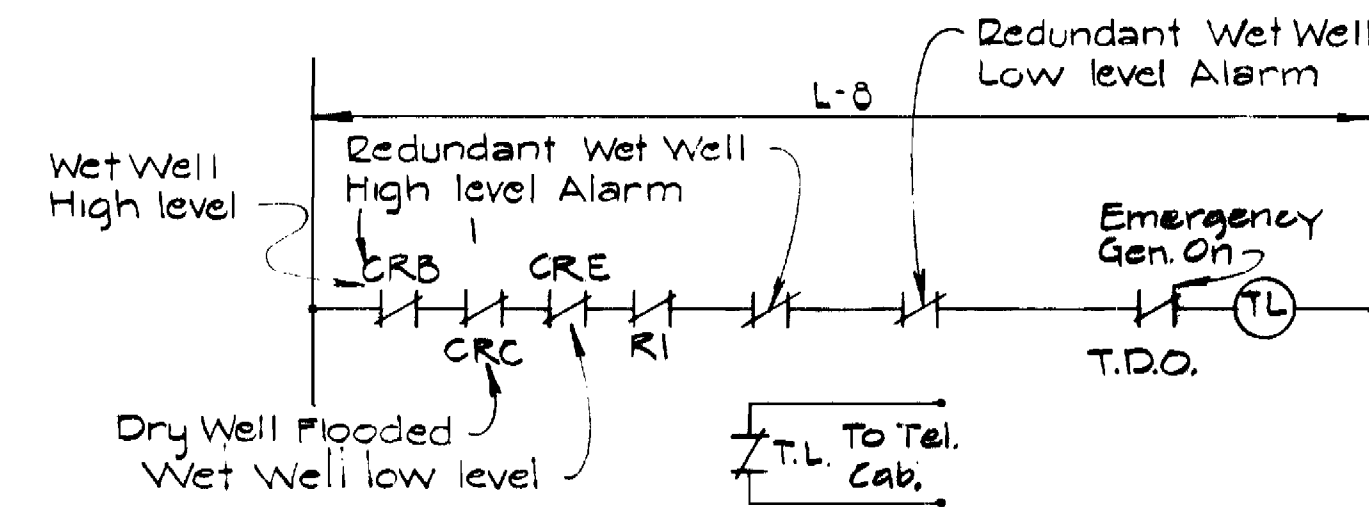 Redundant Wet Well
Low level Alarm
L-8
Redundant Wet Well
High level Alarm
Wet Well
High level
Emergency
Gen. On
CRB
CRE
TL
CRC
R1
T.D.O.
Dry Well Flooded
Wet Well low level
T.L.
To Tel.
Cab.